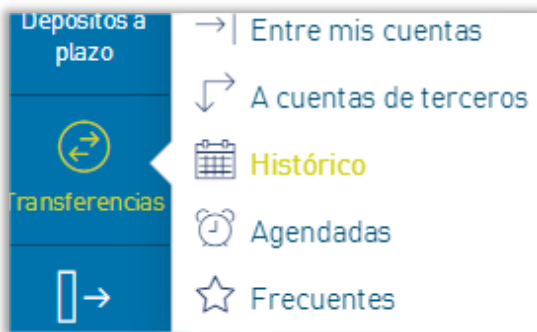 Depósitos a
plazo
Transferencias
Entre mis cuentas
A cuentas de terceros
Histórico
Agendadas
Frecuentes